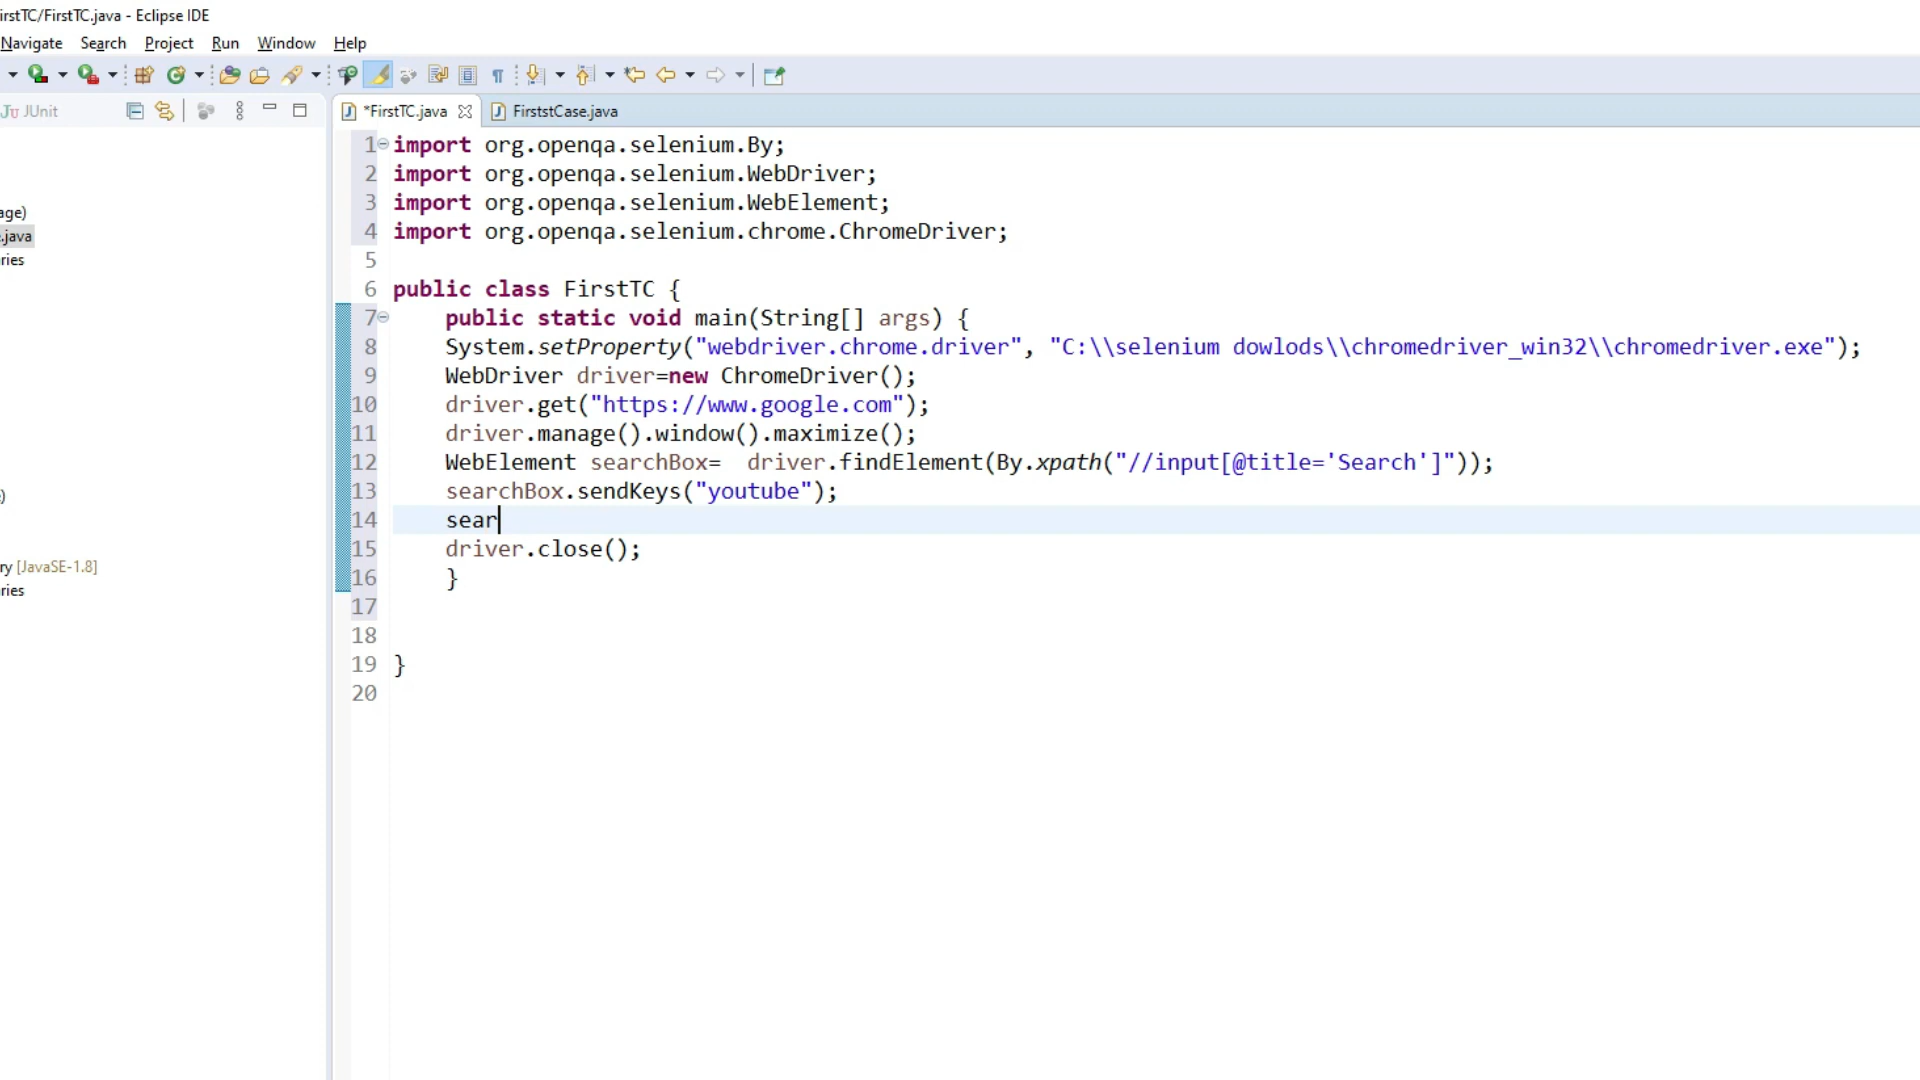 irstTC/FirstTC.java - Eclipse IDE
Navigate Search Project Run Window Help
JUnit
*FirstTC.java FirststCase.java
1 import org.openqa.selenium.By;
2 import org.openqa.selenium.WebDriver;
3 import org.openqa.selenium.WebElement;
4 import org.openqa.selenium.chrome.ChromeDriver;
5
6 public class FirstTC {
7 public static void main(String[] args) {
8 System.setProperty("webdriver.chrome.driver", "C:\\selenium dowlods\\chromedriver_win32\\chromedriver.exe");
9 WebDriver driver=new ChromeDriver();
10 driver.get("https://www.google.com");
11 driver.manage().window().maximize();
12 WebElement searchBox=  driver.findElement(By.xpath("//input[@title='Search']"));
13 searchBox.sendKeys("youtube");
14 sear
15 driver.close();
16 }
17
18
19 }
20
age)
.java
ries
)
ry [JavaSE-1.8]
ries